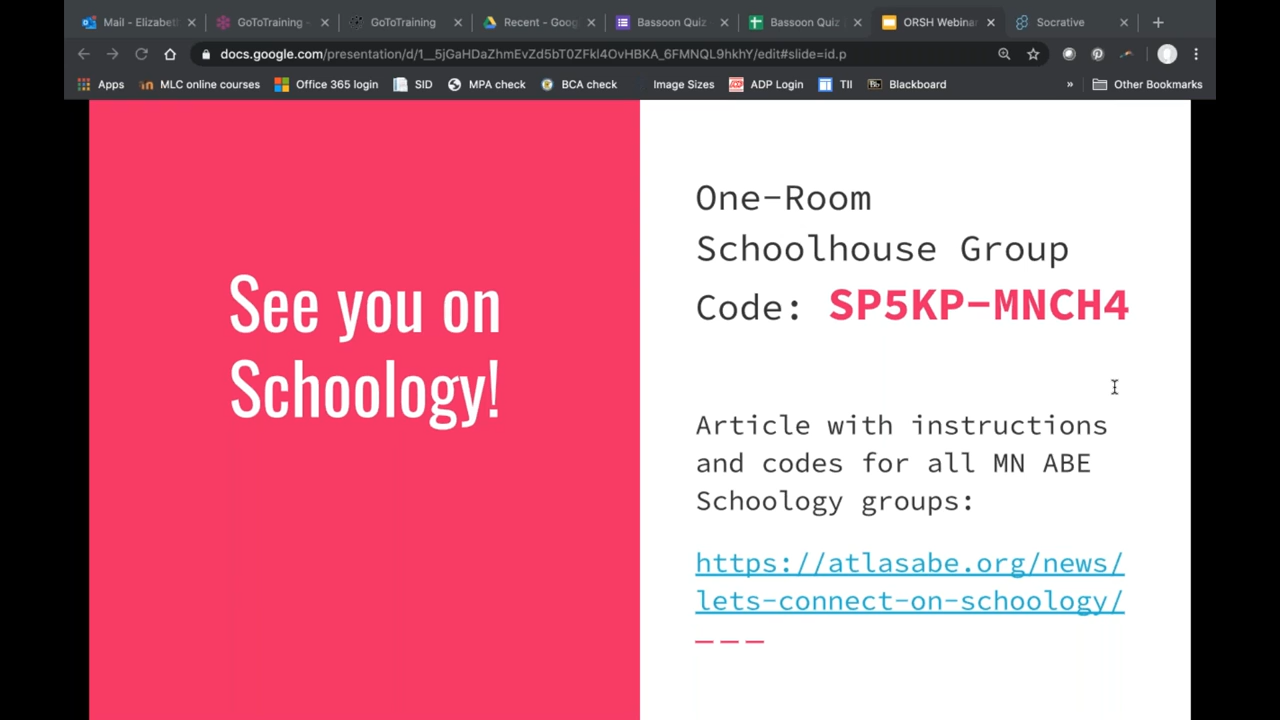 Mail - Elizabeth
GoToTraining -
GoToTraining
Recent - Goog
Bassoon Quiz
Bassoon Quiz
ORSH Webinar
Socrative
docs.google.com/presentation/d/1__5jGaHDaZhmEvZd5bT0ZFkl4OvHBKA_6FMNQL9hkhY/edit#slide=id.p
Apps
MLC online courses
Office 365 login
SID
MPA check
BCA check
Image Sizes
ADP Login
TII
Bb
Blackboard
»
Other Bookmarks
See you on
Schoology!
One-Room
Schoolhouse Group
Code: SP5KP-MNCH4
Article with instructions
and codes for all MN ABE
Schoology groups:
https://atlasabe.org/news/
lets-connect-on-schoology/